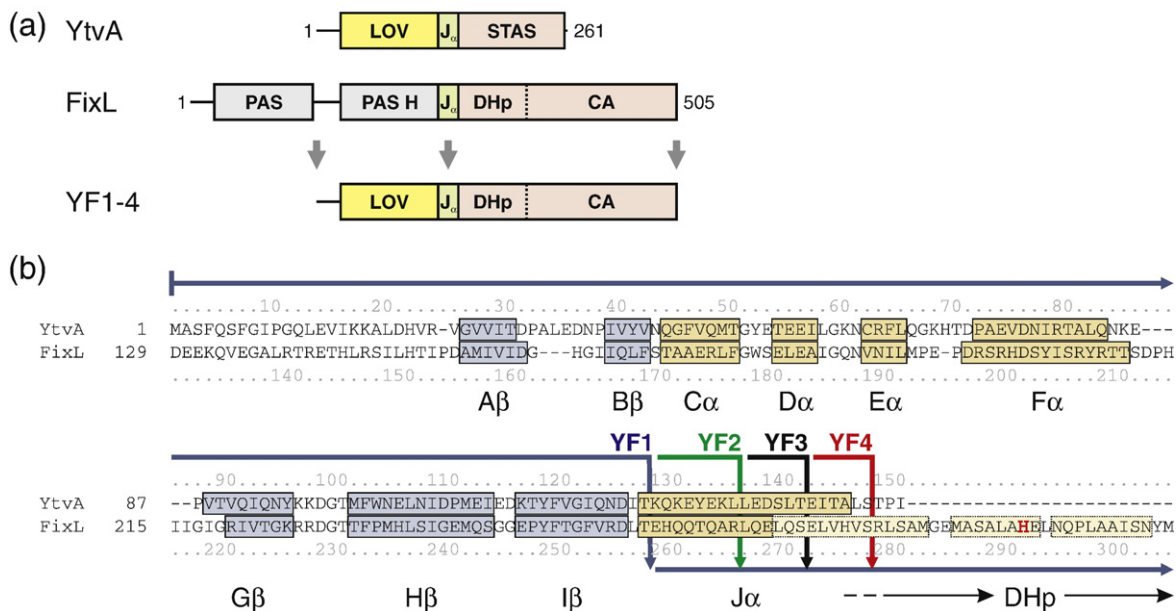 (a)
YtvA 1 LOV Jα STAS 261
FixL 1 PAS PAS H Jα DHp CA 505
YF1-4 LOV Jα DHp CA
(b)
10 20 30 40 50 60 70 80
YtvA 1 MASFQSFGIPGQLEVIKKALDHVR-VGVVITDPALEDNPIVYVNQGFVQMTGYETEEILGKNCRFLQGKHTDPAEVDNIRTALQNKE---
FixL 129 DEEKQVEGALRTRETHLRSILHTIPDAMIVIDG---HGIIQLFSTAAERLFGWSELEAIGQNVNILMPEP-DRSRHDSYISRYRTTSDPH
140 150 160 170 180 190 200 210
Aβ Bβ Cα Dα Eα Fα
YF1 YF2 YF3 YF4
90 100 110 120 130 140 150
YtvA 87 --PVTVQIQNYKKDGTMFWNELNIDPMEIEDKTYFVGIQNDITKQKEYEKLLEDSLTEITALSTPI------------------------
FixL 215 IIGIGRIVTGKRRDGTTFPMHLSIGEMQSGGEPYFTGFVRDLTEHQQTQARLQELQSELVHVSRLSAMGEMASALAHELNQPLAAISNYM
220 230 240 250 260 270 280 290 300
Gβ Hβ Iβ Jα DHp